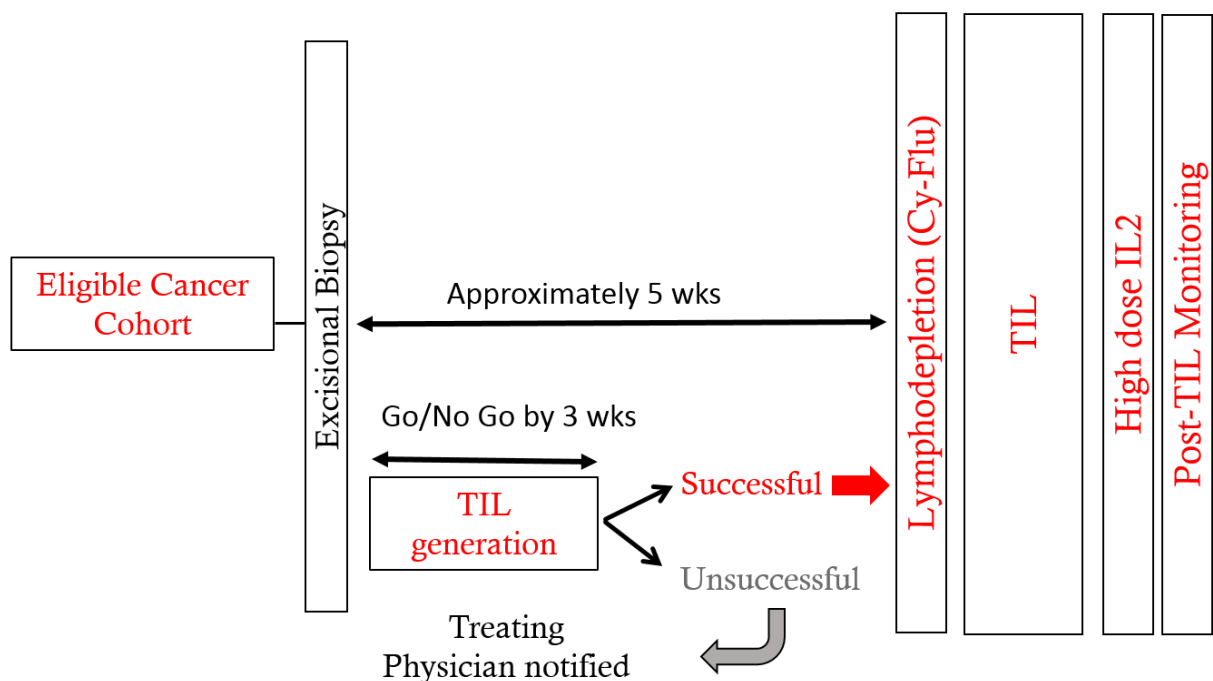 Eligible Cancer
Cohort
Excisional Biopsy
Approximately 5 wks
Go/No Go by 3 wks
TIL
generation
Successful
Unsuccessful
Treating
Physician notified
Lymphodepletion (Cy-Flu)
TIL
High dose IL2
Post-TIL Monitoring